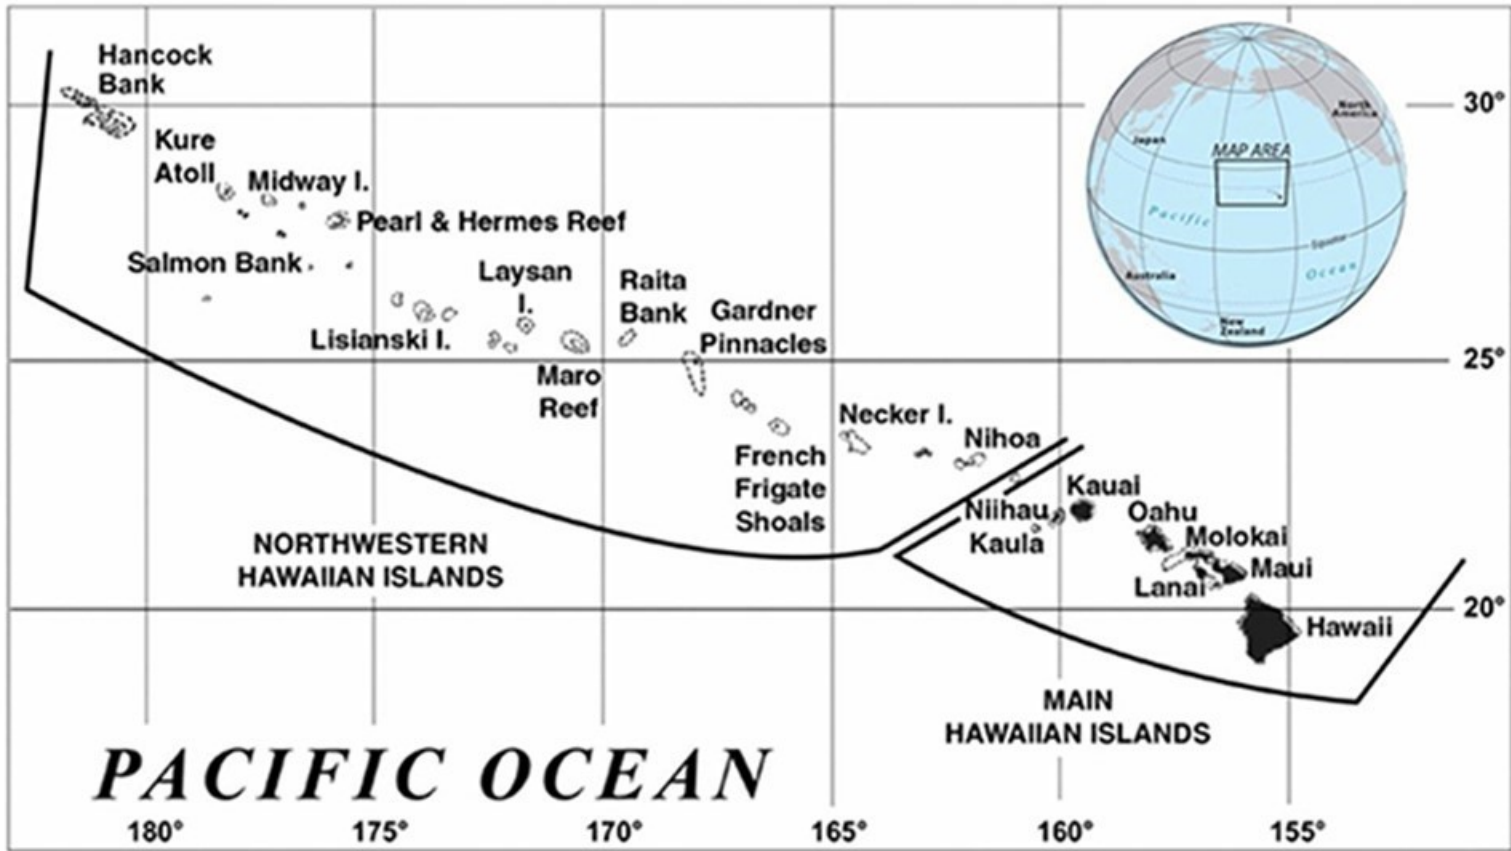 Hancock
Bank
Kure
Atoll
Midway I.
Pearl & Hermes Reef
Salmon Bank
Lisianski I.
Laysan
I.
Maro
Reef
Raita
Bank
Gardner
Pinnacles
French
Frigate
Shoals
Necker I.
Nihoa
Niihau
Kaula
Kauai
Oahu
Molokai
Lanai
Maui
Hawaii
NORTHWESTERN
HAWAIIAN ISLANDS
MAIN
HAWAIIAN ISLANDS
PACIFIC OCEAN
180°
175°
170°
165°
160°
155°
30°
25°
20°
North
America
Japan
MAP AREA
Pacific
Equator
Ocean
Australia
New
Zealand